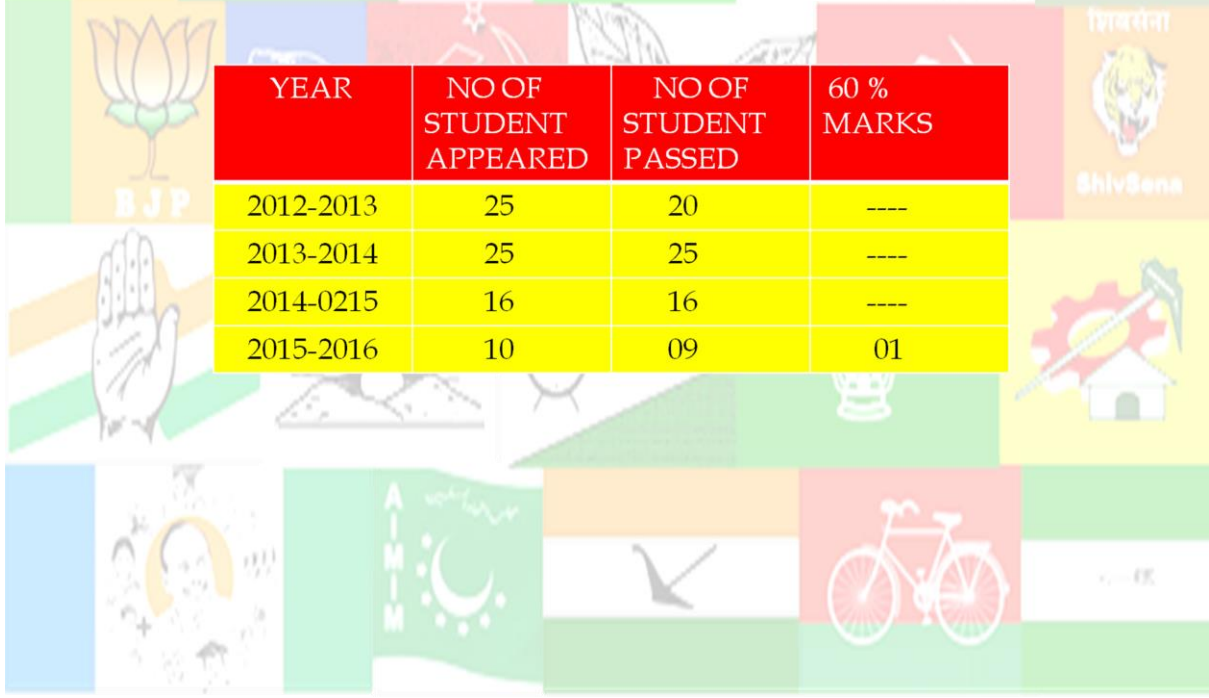 शिवसेना
YEAR NO OF STUDENT APPEARED NO OF STUDENT PASSED 60 % MARKS
BJP
ShivSena
2012-2013 25 20 ----
2013-2014 25 25 ----
2014-0215 16 16 ----
2015-2016 10 09 01
AIMIM